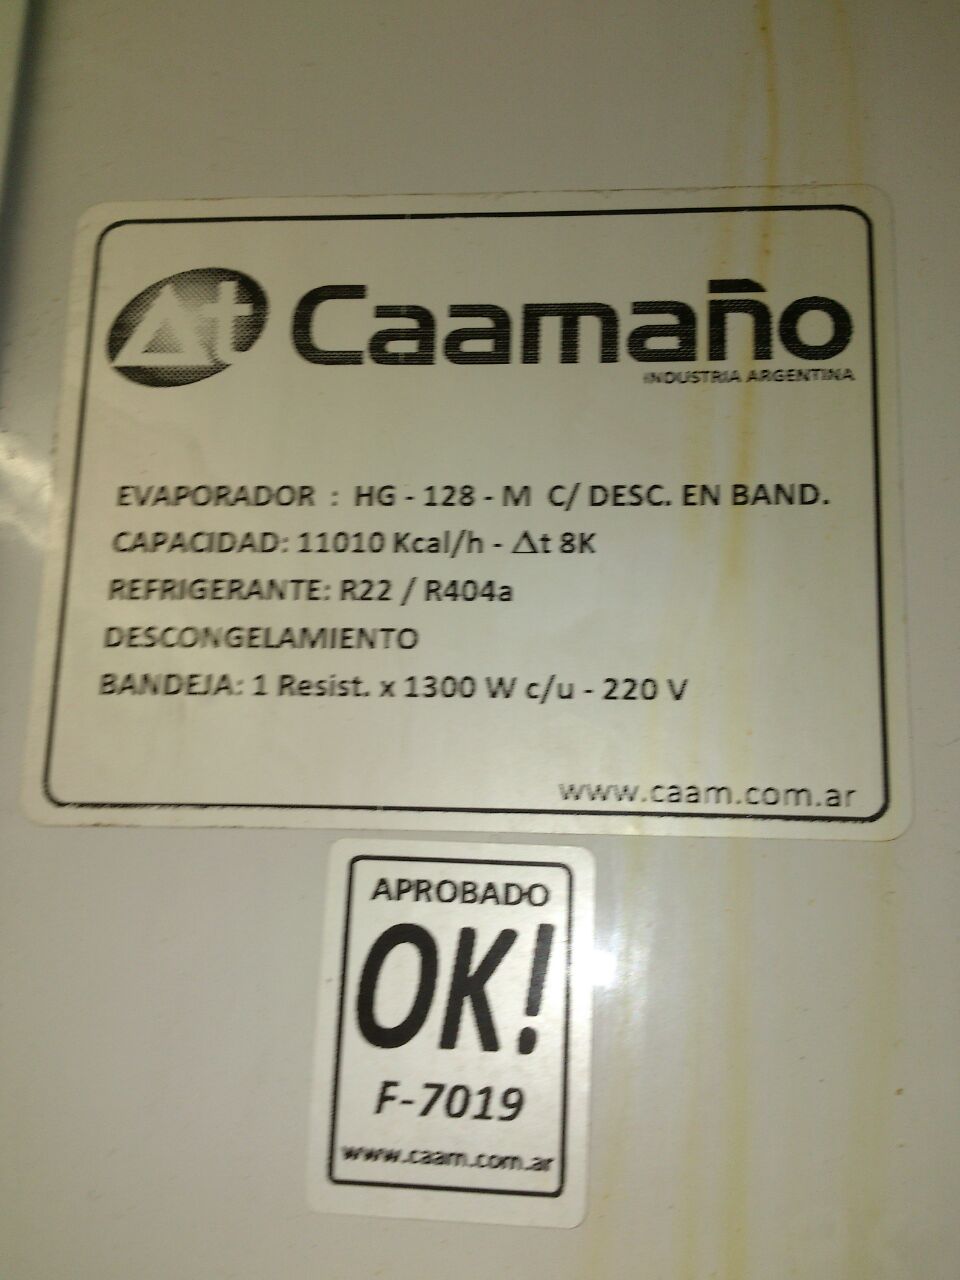 Δt Caamaño
INDUSTRIA ARGENTINA
EVAPORADOR : HG - 128 - M C/ DESC. EN BAND.
CAPACIDAD: 11010 Kcal/h - Δt 8K
REFRIGERANTE: R22 / R404a
DESCONGELAMIENTO
BANDEJA: 1 Resist. x 1300 W c/u - 220 V
www.caam.com.ar
APROBADO
OK!
F-7019
www.caam.com.ar